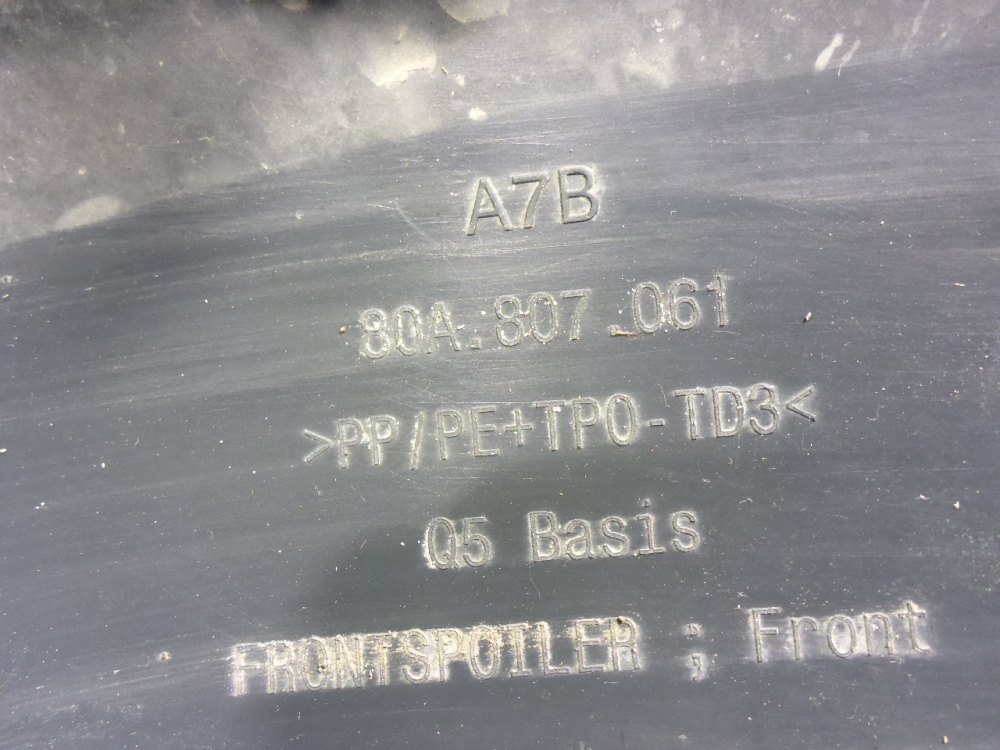 A7B
80A.807.061
>PP/PE+TPO-TD3<
Q5 Basis
FRONTSPOILER ; Front